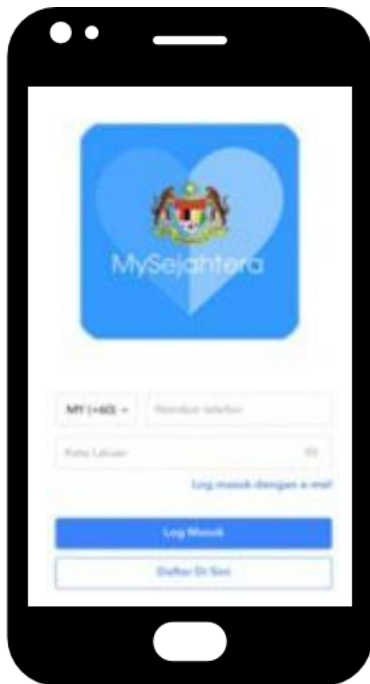 MySejahtera
MY (+60)
Nombor telefon
Kata Laluan
Log masuk dengan e-mel
Log Masuk
Daftar Di Sini